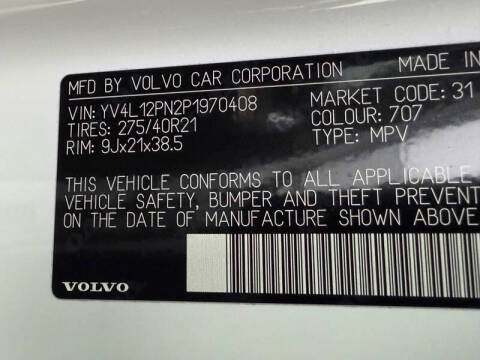 MFD BY VOLVO CAR CORPORATION MADE IN
VIN: YV4L12PN2P1970408 MARKET CODE: 31
TIRES: 275/40R21 COLOUR: 707
RIM: 9Jx21x38.5 TYPE: MPV
THIS VEHICLE CONFORMS TO ALL APPLICABLE
VEHICLE SAFETY, BUMPER AND THEFT PREVENT
ON THE DATE OF MANUFACTURE SHOWN ABOVE
VOLVO